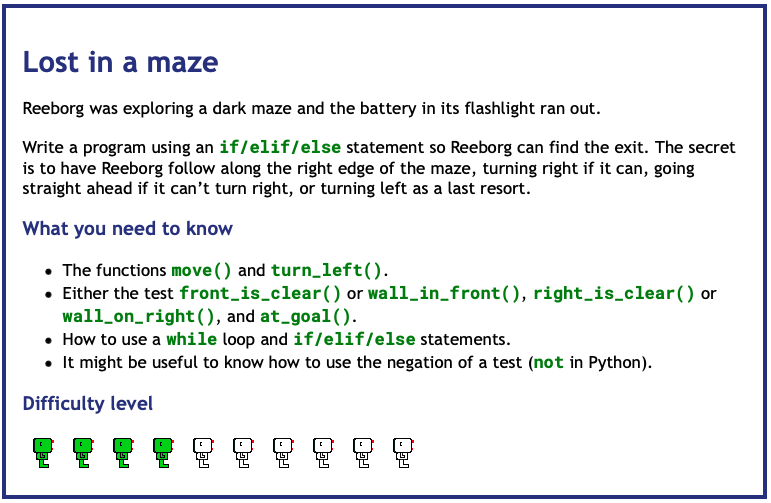 Lost in a maze
Reeborg was exploring a dark maze and the battery in its flashlight ran out.
Write a program using an if/elif/else statement so Reeborg can find the exit. The secret
is to have Reeborg follow along the right edge of the maze, turning right if it can, going
straight ahead if it can’t turn right, or turning left as a last resort.
What you need to know
• The functions move() and turn_left().
• Either the test front_is_clear() or wall_in_front(), right_is_clear() or
wall_on_right(), and at_goal().
• How to use a while loop and if/elif/else statements.
• It might be useful to know how to use the negation of a test (not in Python).
Difficulty level